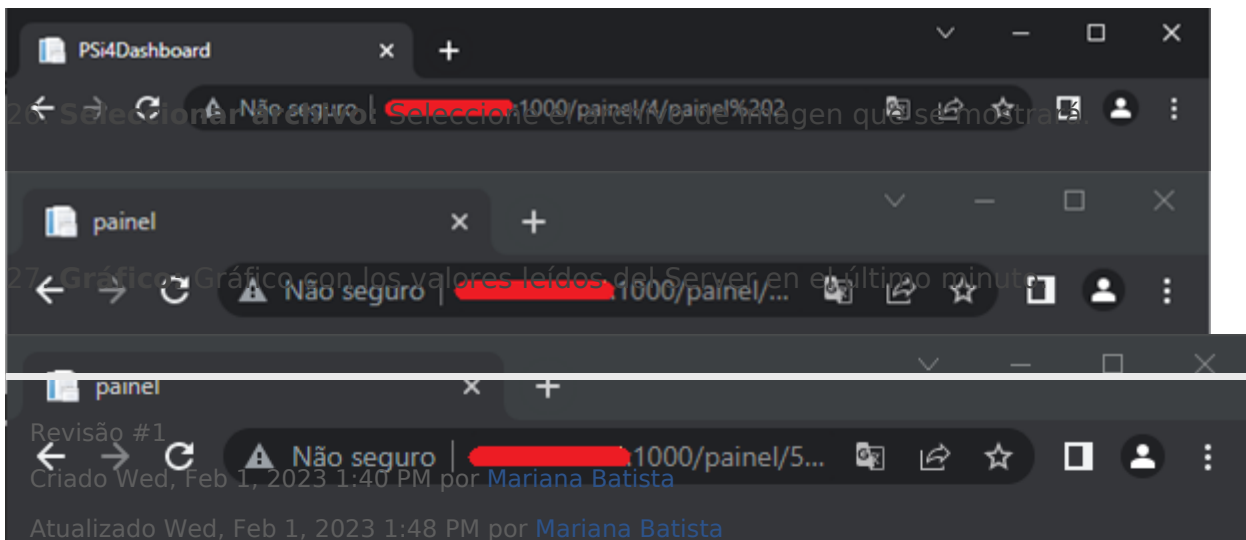 PSi4Dashboard
Não seguro | :1000/painel/4/painel%202
26. Seleccionar archivo: Seleccione el archivo de imagen que se mostrará.
painel
27. Gráfico: Gráfico con los valores leídos del Server en el último minuto.
Não seguro | :1000/painel/...
painel
Revisão #1
Não seguro | :1000/painel/5...
Criado Wed, Feb 1, 2023 1:40 PM por Mariana Batista
Atualizado Wed, Feb 1, 2023 1:48 PM por Mariana Batista